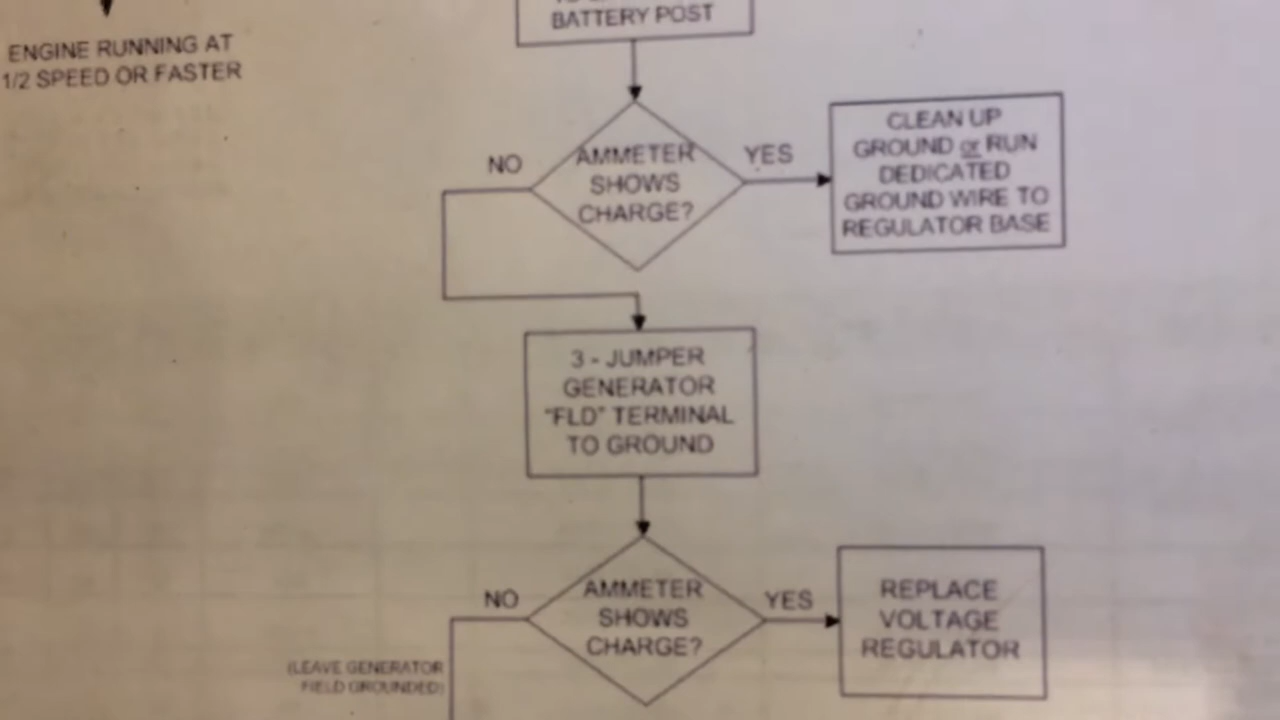 BATTERY POST
ENGINE RUNNING AT
1/2 SPEED OR FASTER
NO
AMMETER
SHOWS
CHARGE?
YES
CLEAN UP
GROUND or RUN
DEDICATED
GROUND WIRE TO
REGULATOR BASE
3 - JUMPER
GENERATOR
"FLD" TERMINAL
TO GROUND
NO
AMMETER
SHOWS
CHARGE?
YES
REPLACE
VOLTAGE
REGULATOR
(LEAVE GENERATOR
FIELD GROUNDED)